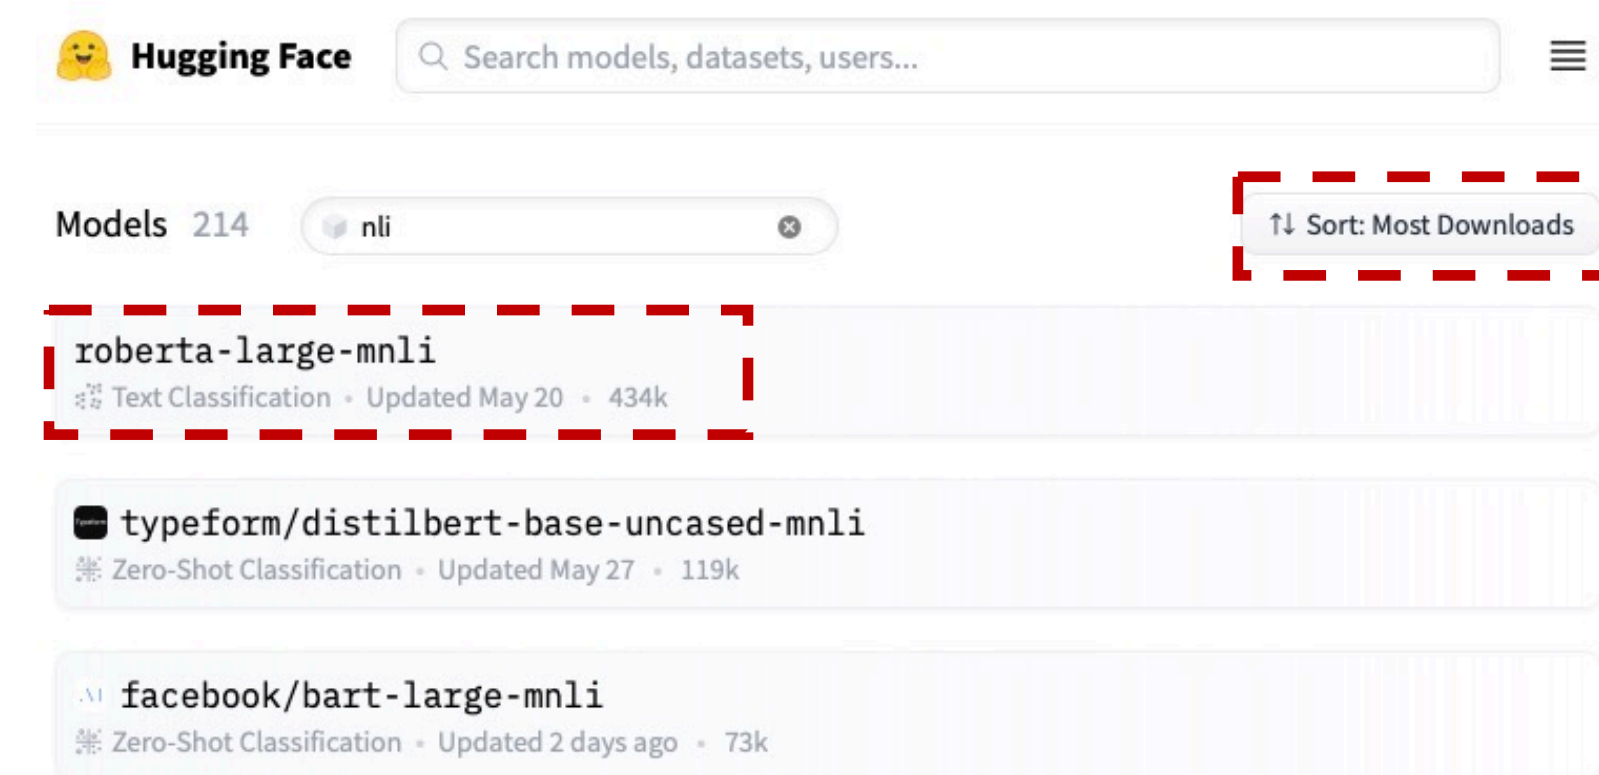 Hugging Face Search models, datasets, users...
Models 214 nli ↑↓ Sort: Most Downloads
roberta-large-mnli
Text Classification • Updated May 20 • 434k
typeform/distilbert-base-uncased-mnli
Zero-Shot Classification • Updated May 27 • 119k
facebook/bart-large-mnli
Zero-Shot Classification • Updated 2 days ago • 73k